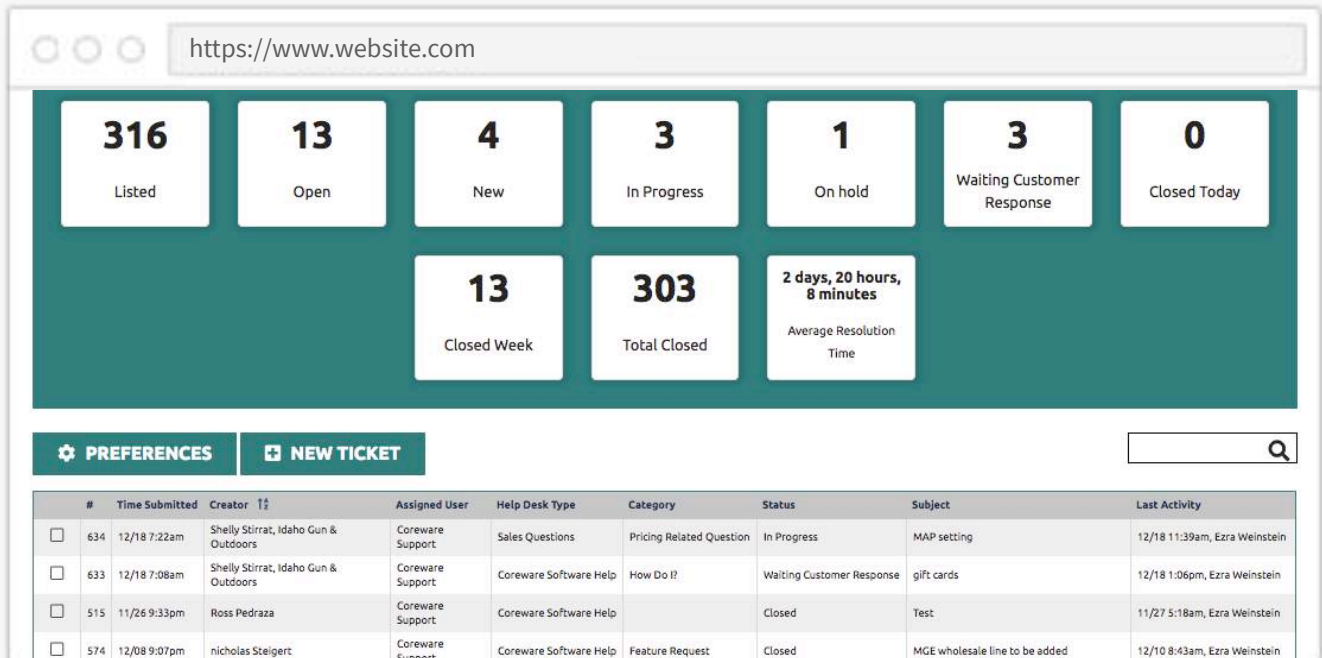 https://www.website.com
316 13 4 3 1 3 0
Listed Open New In Progress On hold Waiting Customer Response Closed Today
13 303 2 days, 20 hours, 8 minutes
Closed Week Total Closed Average Resolution Time
PREFERENCES NEW TICKET
# Time Submitted Creator Assigned User Help Desk Type Category Status Subject Last Activity
634 12/18 7:22am Shelly Stirrat, Idaho Gun & Outdoors Coreware Support Sales Questions Pricing Related Question In Progress MAP setting 12/18 11:39am, Ezra Weinstein
633 12/18 7:08am Shelly Stirrat, Idaho Gun & Outdoors Coreware Support Coreware Software Help How Do I? Waiting Customer Response gift cards 12/18 1:06pm, Ezra Weinstein
515 11/26 9:33pm Ross Pedraza Coreware Support Coreware Software Help Closed Test 11/27 5:18am, Ezra Weinstein
574 12/08 9:07pm nicholas Steigert Coreware Support Coreware Software Help Feature Request Closed MGE wholesale line to be added 12/10 8:43am, Ezra Weinstein